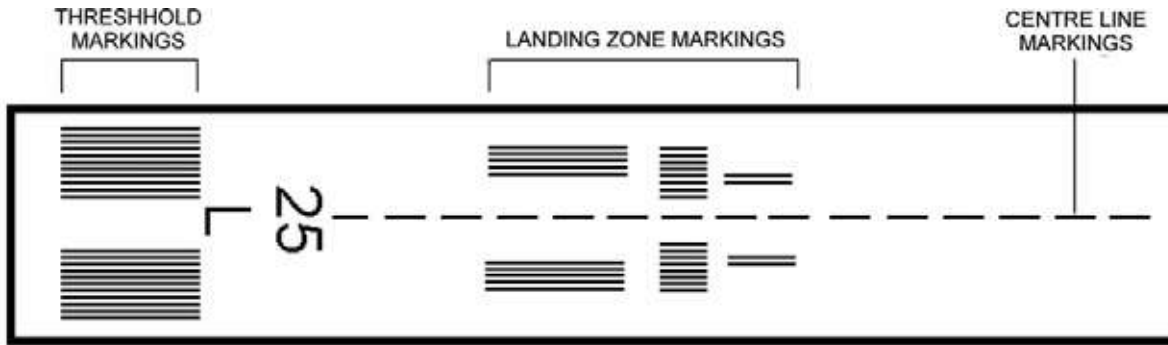 THRESHHOLD
MARKINGS
LANDING ZONE MARKINGS
CENTRE LINE
MARKINGS
L
25